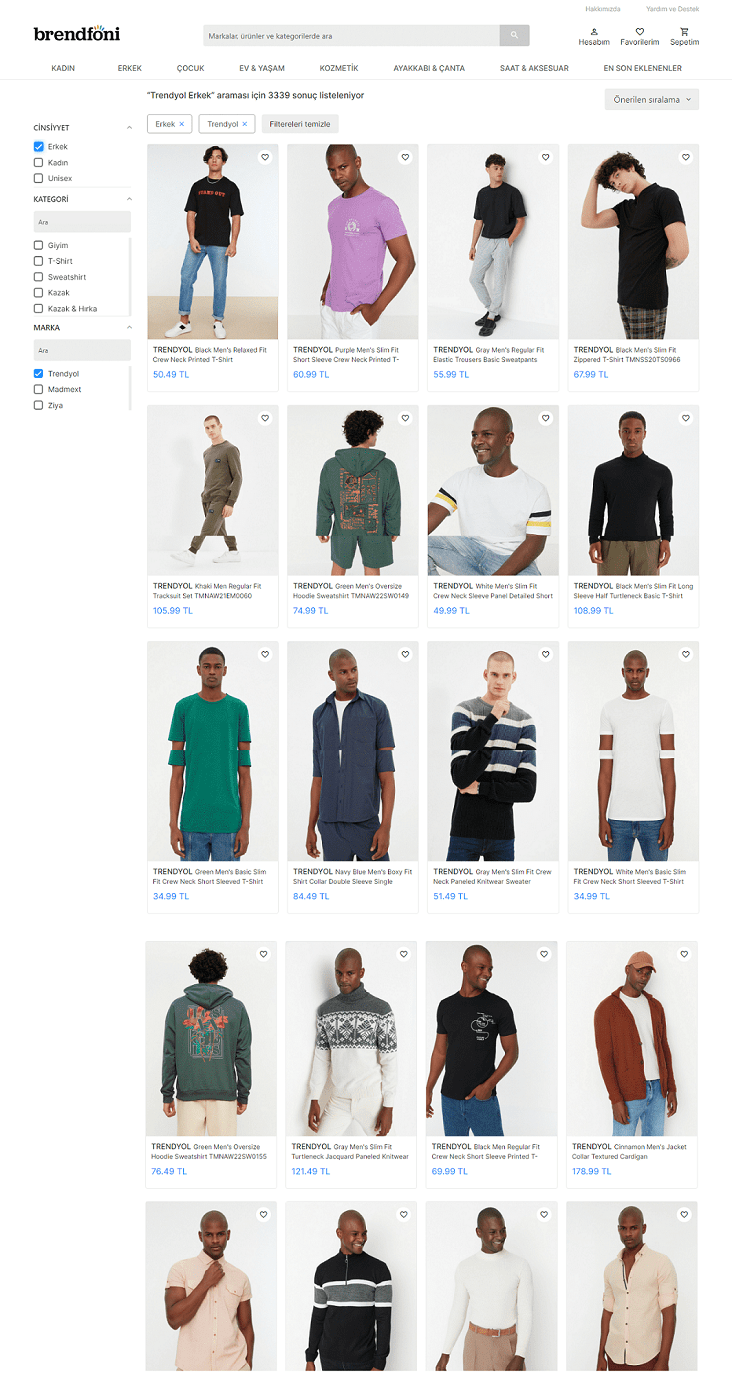 Hakkımızda
Yardım ve Destek
brendfoni
Markalar, ürünler ve kategorilerde ara
Hesabım
Favorilerim
Sepetim
KADIN
ERKEK
ÇOCUK
EV & YAŞAM
KOZMETİK
AYAKKABI & ÇANTA
SAAT & AKSESUAR
EN SON EKLENENLER
“Trendyol Erkek” araması için 3339 sonuç listeleniyor
Önerilen sıralama
Erkek ×
Trendyol ×
Filtereleri temizle
CİNSİYET
Erkek
Kadın
Unisex
KATEGORİ
Ara
Giyim
T-Shirt
Sweatshirt
Kazak
Kazak & Hırka
MARKA
Ara
Trendyol
Madmext
Ziya
STAND OUT
TRENDYOL Black Men's Relaxed Fit
Crew Neck Printed T-Shirt
50.49 TL
TRENDYOL Purple Men's Slim Fit
Short Sleeve Crew Neck Printed T-
60.99 TL
TRENDYOL Gray Men's Regular Fit
Elastic Trousers Basic Sweatpants
55.99 TL
TRENDYOL Black Men's Slim Fit
Zippered T-Shirt TMNSS20TS0966
67.99 TL
TRENDYOL Khaki Men Regular Fit
Tracksuit Set TMNAW21EM0060
105.99 TL
TRENDYOL Green Men's Oversize
Hoodie Sweatshirt TMNAW22SW0149
74.99 TL
TRENDYOL White Men's Slim Fit
Crew Neck Sleeve Panel Detailed Short
49.99 TL
TRENDYOL Black Men's Slim Fit Long
Sleeve Half Turtleneck Basic T-Shirt
108.99 TL
TRENDYOL Green Men's Basic Slim
Fit Crew Neck Short Sleeved T-Shirt
34.99 TL
TRENDYOL Navy Blue Men's Boxy Fit
Shirt Collar Double Sleeve Single
84.49 TL
TRENDYOL Gray Men's Slim Fit Crew
Neck Paneled Knitwear Sweater
51.49 TL
TRENDYOL White Men's Basic Slim
Fit Crew Neck Short Sleeved T-Shirt
34.99 TL
TRENDYOL Green Men's Oversize
Hoodie Sweatshirt TMNAW22SW0155
76.49 TL
TRENDYOL Gray Men's Slim Fit
Turtleneck Jacquard Paneled Knitwear
121.49 TL
TRENDYOL Black Men Regular Fit
Crew Neck Short Sleeve Printed T-
69.99 TL
TRENDYOL Cinnamon Men's Jacket
Collar Textured Cardigan
178.99 TL